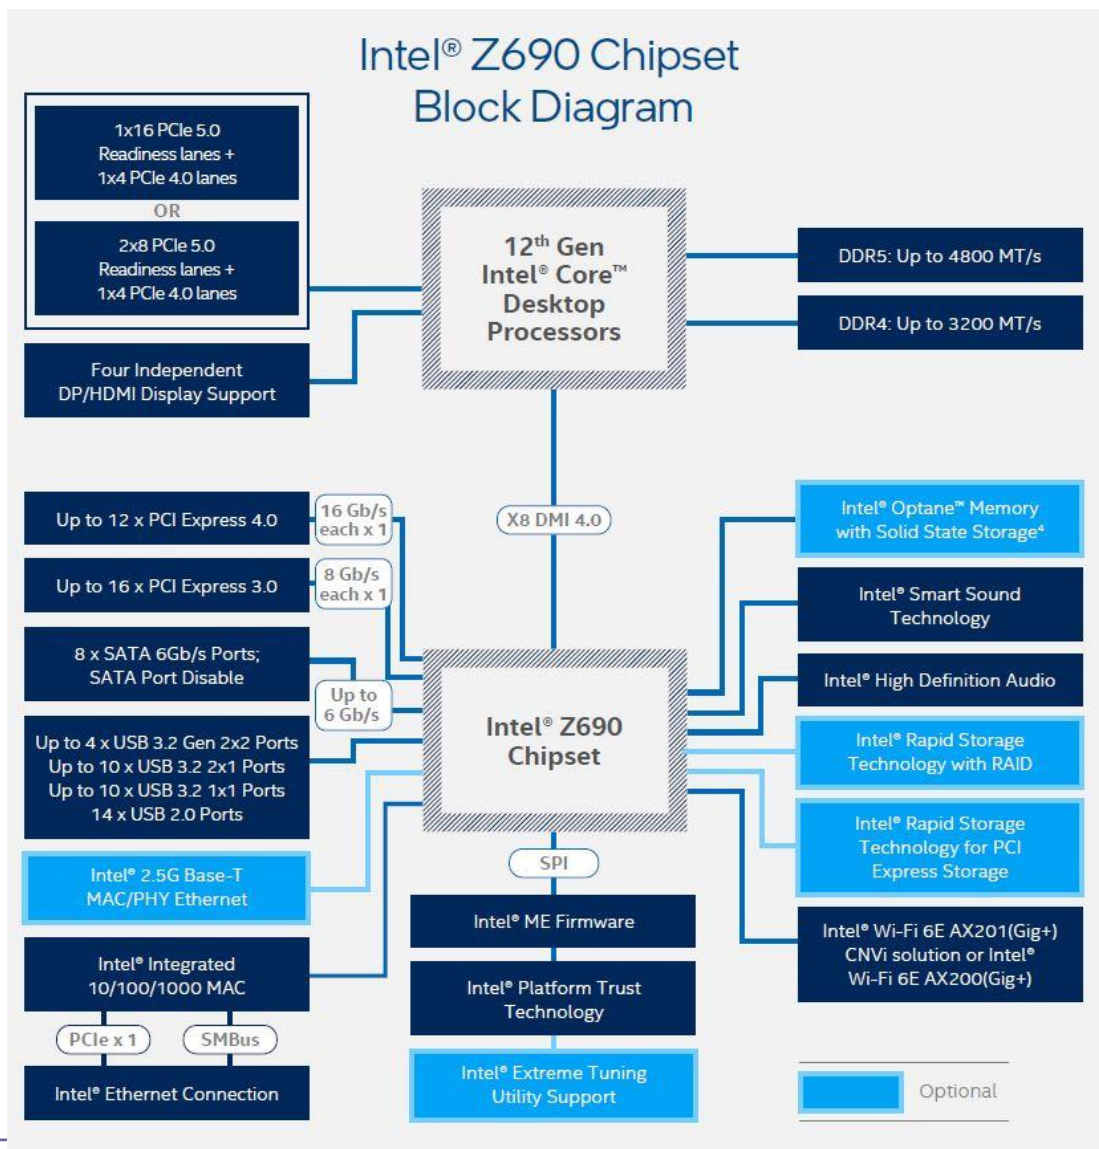 Intel® Z690 Chipset
Block Diagram
1x16 PCIe 5.0
Readiness lanes +
1x4 PCIe 4.0 lanes
OR
2x8 PCIe 5.0
Readiness lanes +
1x4 PCIe 4.0 lanes
Four Independent
DP/HDMI Display Support
12th Gen
Intel® Core™
Desktop
Processors
DDR5: Up to 4800 MT/s
DDR4: Up to 3200 MT/s
X8 DMI 4.0
Up to 12 x PCI Express 4.0
16 Gb/s
each x 1
Up to 16 x PCI Express 3.0
8 Gb/s
each x 1
8 x SATA 6Gb/s Ports;
SATA Port Disable
Up to
6 Gb/s
Up to 4 x USB 3.2 Gen 2x2 Ports
Up to 10 x USB 3.2 2x1 Ports
Up to 10 x USB 3.2 1x1 Ports
14 x USB 2.0 Ports
Intel® 2.5G Base-T
MAC/PHY Ethernet
Intel® Integrated
10/100/1000 MAC
PCIe x 1
SMBus
Intel® Ethernet Connection
Intel® Z690
Chipset
SPI
Intel® ME Firmware
Intel® Platform Trust
Technology
Intel® Extreme Tuning
Utility Support
Intel® Optane™ Memory
with Solid State Storage⁴
Intel® Smart Sound
Technology
Intel® High Definition Audio
Intel® Rapid Storage
Technology with RAID
Intel® Rapid Storage
Technology for PCI
Express Storage
Intel® Wi-Fi 6E AX201(Gig+)
CNVi solution or Intel®
Wi-Fi 6E AX200(Gig+)
Optional